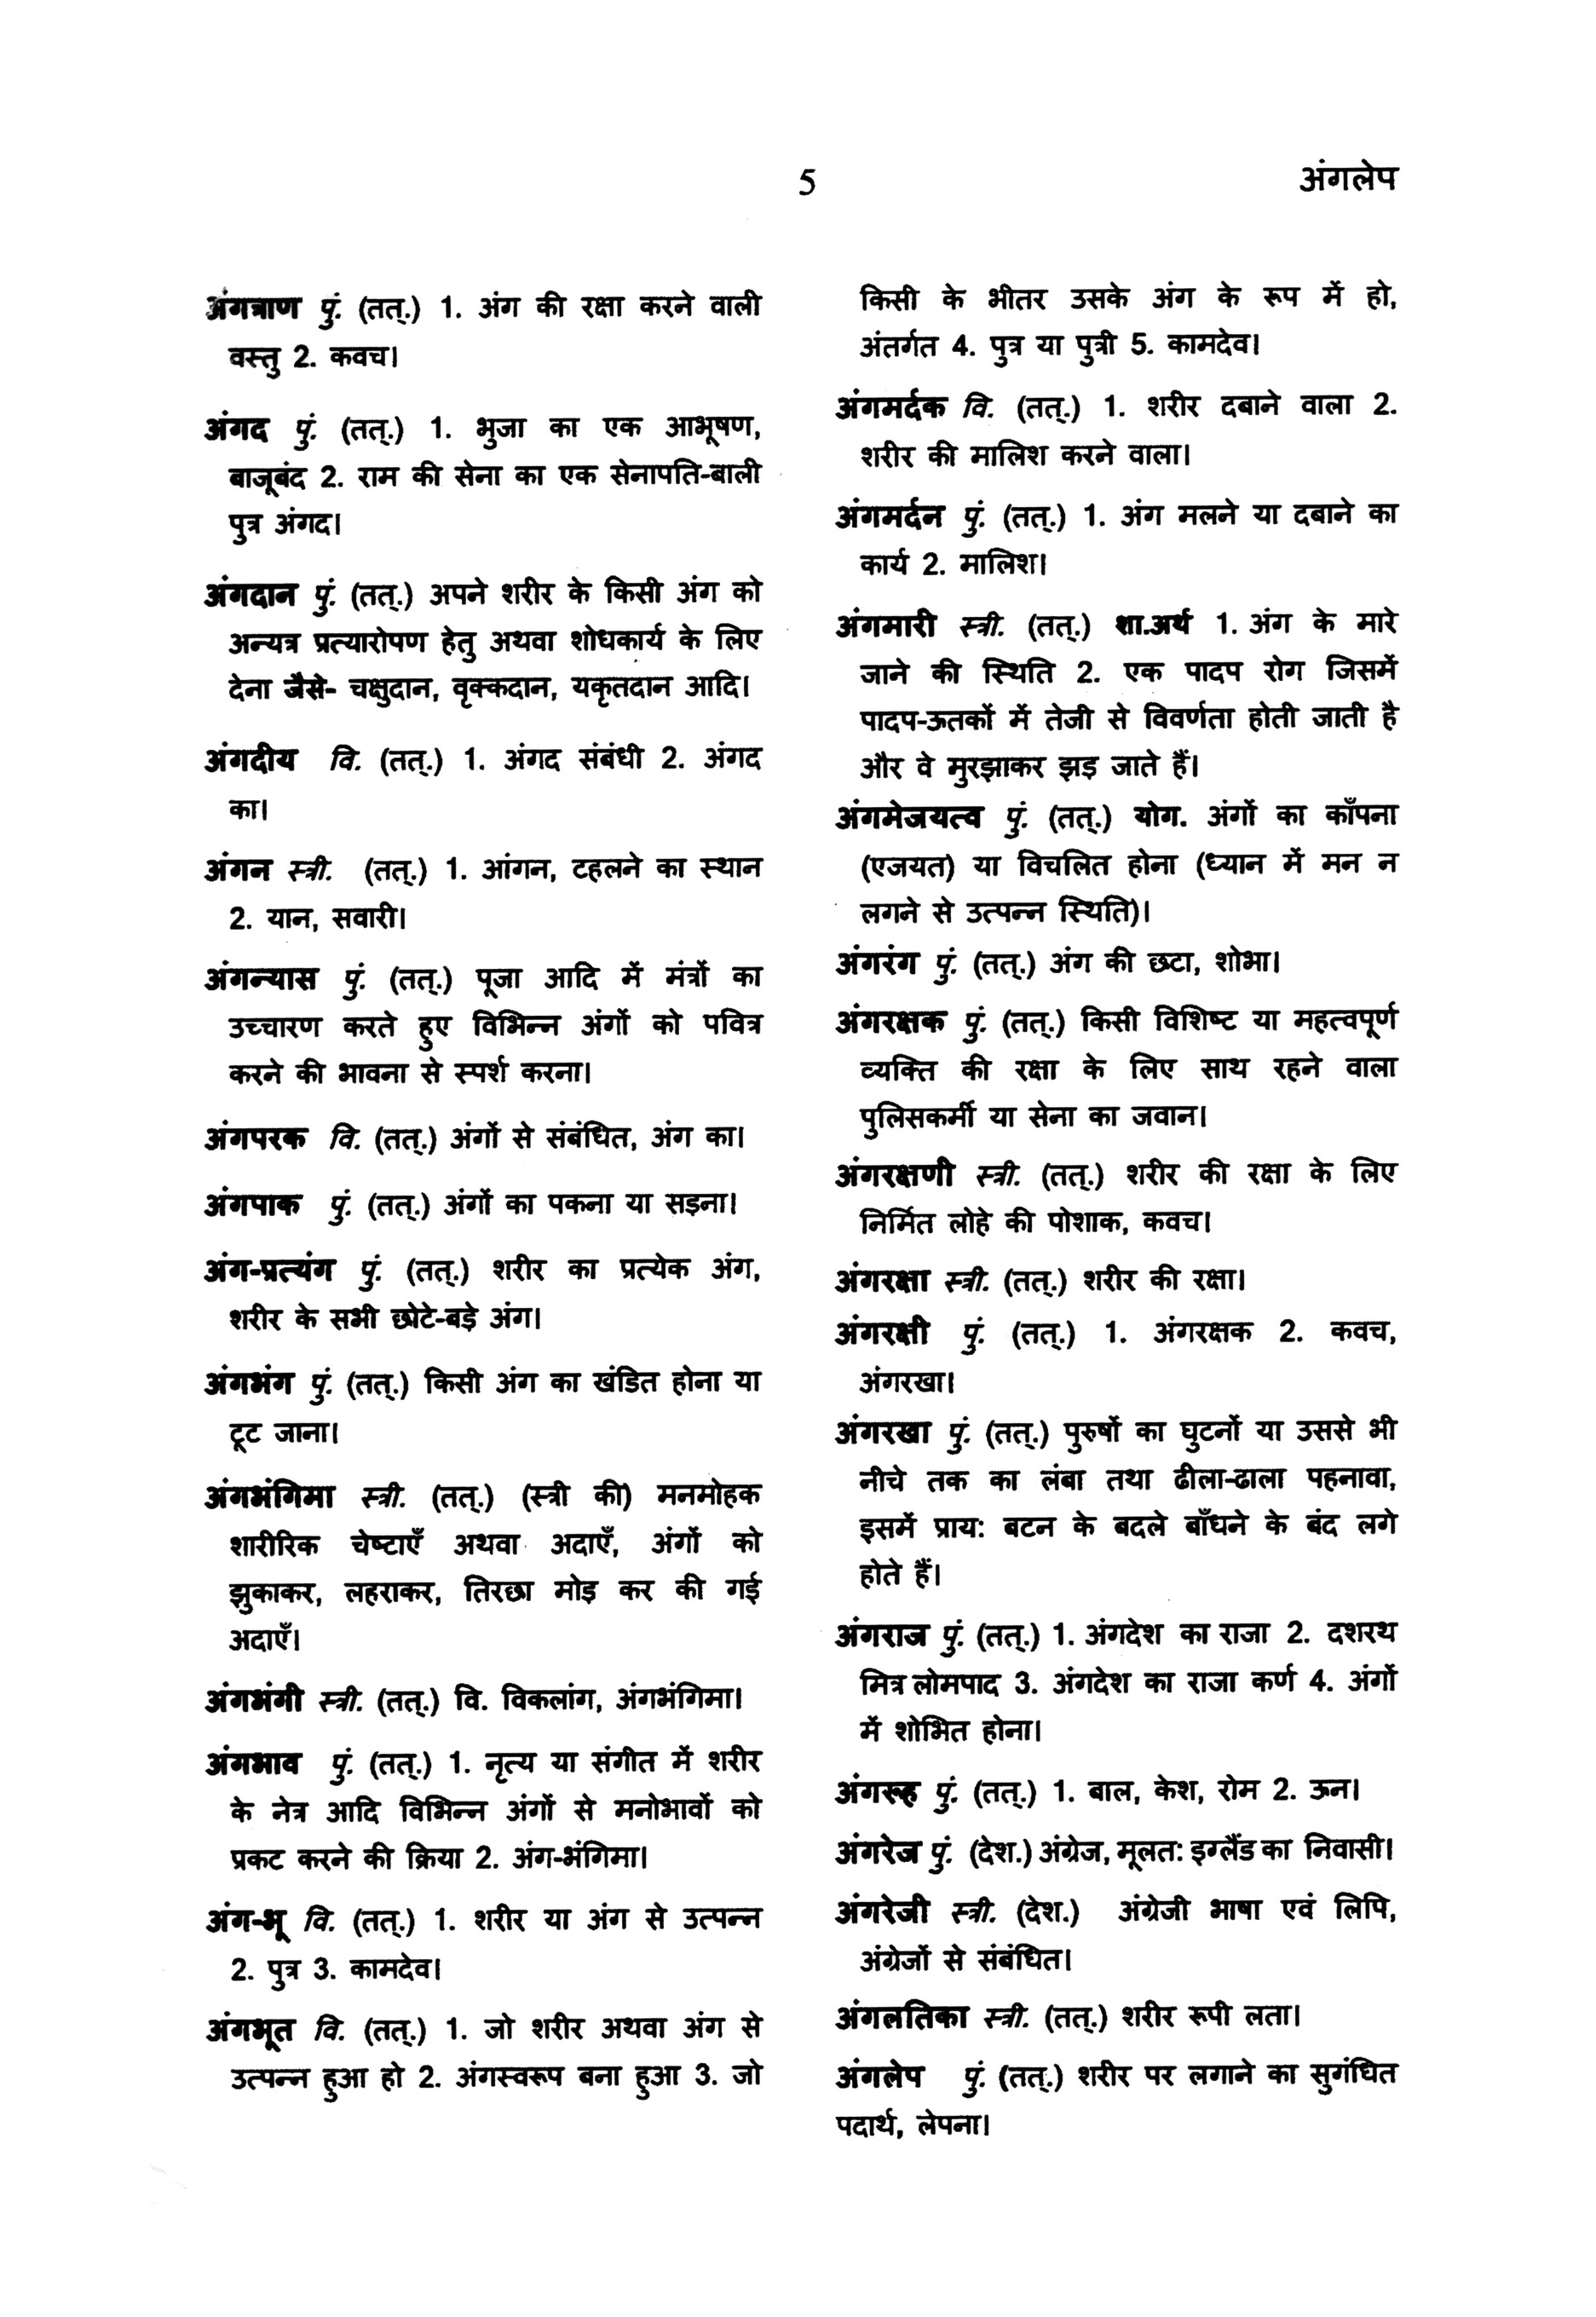 5
अंगलेप
अंगत्राण पुं. (तत्.) 1. अंग की रक्षा करने वाली
वस्तु 2. कवच।
अंगद पुं. (तत्.) 1. भुजा का एक आभूषण,
बाजूबंद 2. राम की सेना का एक सेनापति-बाली
पुत्र अंगद।
अंगदान पुं. (तत्.) अपने शरीर के किसी अंग को
अन्यत्र प्रत्यारोपण हेतु अथवा शोधकार्य के लिए
देना जैसे- चक्षुदान, वृक्कदान, यकृतदान आदि।
अंगदीय वि. (तत्.) 1. अंगद संबंधी 2. अंगद
का।
अंगन स्त्री. (तत्.) 1. आंगन, टहलने का स्थान
2. यान, सवारी।
अंगन्यास पुं. (तत्.) पूजा आदि में मंत्रों का
उच्चारण करते हुए विभिन्न अंगों को पवित्र
करने की भावना से स्पर्श करना।
अंगपरक वि. (तत्.) अंगों से संबंधित, अंग का।
अंगपाक पुं. (तत्.) अंगों का पकना या सड़ना।
अंग-प्रत्यंग पुं. (तत्.) शरीर का प्रत्येक अंग,
शरीर के सभी छोटे-बड़े अंग।
अंगभंग पुं. (तत्.) किसी अंग का खंडित होना या
टूट जाना।
अंगभंगिमा स्त्री. (तत्.) (स्त्री की) मनमोहक
शारीरिक चेष्टाएँ अथवा अदाएँ, अंगों को
झुकाकर, लहराकर, तिरछा मोड़ कर की गई
अदाएँ।
अंगभंगी स्त्री. (तत्.) वि. विकलांग, अंगभंगिमा।
अंगभाव पुं. (तत्.) 1. नृत्य या संगीत में शरीर
के नेत्र आदि विभिन्न अंगों से मनोभावों को
प्रकट करने की क्रिया 2. अंग-भंगिमा।
अंग-भू वि. (तत्.) 1. शरीर या अंग से उत्पन्न
2. पुत्र 3. कामदेव।
अंगभूत वि. (तत्.) 1. जो शरीर अथवा अंग से
उत्पन्न हुआ हो 2. अंगस्वरूप बना हुआ 3. जो
किसी के भीतर उसके अंग के रूप में हो,
अंतर्गत 4. पुत्र या पुत्री 5. कामदेव।
अंगमर्दक वि. (तत्.) 1. शरीर दबाने वाला 2.
शरीर की मालिश करने वाला।
अंगमर्दन पुं. (तत्.) 1. अंग मलने या दबाने का
कार्य 2. मालिश।
अंगमारी स्त्री. (तत्.) शा.अर्थ 1. अंग के मारे
जाने की स्थिति 2. एक पादप रोग जिसमें
पादप-ऊतकों में तेजी से विवर्णता होती जाती है
और वे मुरझाकर झड़ जाते हैं।
अंगमेजयत्व पुं. (तत्.) योग. अंगों का काँपना
(एजयत) या विचलित होना (ध्यान में मन न
लगने से उत्पन्न स्थिति)।
अंगरंग पुं. (तत्.) अंग की छटा, शोभा।
अंगरक्षक पुं. (तत्.) किसी विशिष्ट या महत्वपूर्ण
व्यक्ति की रक्षा के लिए साथ रहने वाला
पुलिसकर्मी या सेना का जवान।
अंगरक्षणी स्त्री. (तत्.) शरीर की रक्षा के लिए
निर्मित लोहे की पोशाक, कवच।
अंगरक्षा स्त्री. (तत्.) शरीर की रक्षा।
अंगरक्षी पुं. (तत्.) 1. अंगरक्षक 2. कवच,
अंगरखा।
अंगरखा पुं. (तत्.) पुरुषों का घुटनों या उससे भी
नीचे तक का लंबा तथा ढीला-ढाला पहनावा,
इसमें प्राय: बटन के बदले बाँधने के बंद लगे
होते हैं।
अंगराज पुं. (तत्.) 1. अंगदेश का राजा 2. दशरथ
मित्र लोमपाद 3. अंगदेश का राजा कर्ण 4. अंगों
में शोभित होना।
अंगरूह पुं. (तत्.) 1. बाल, केश, रोम 2. ऊन।
अंगरेज पुं. (देश.) अंग्रेज, मूलत: इग्लैंड का निवासी।
अंगरेजी स्त्री. (देश.) अंग्रेजी भाषा एवं लिपि,
अंग्रेजों से संबंधित।
अंगलतिका स्त्री. (तत्.) शरीर रूपी लता।
अंगलेप पुं. (तत्.) शरीर पर लगाने का सुगंधित
पदार्थ, लेपना।